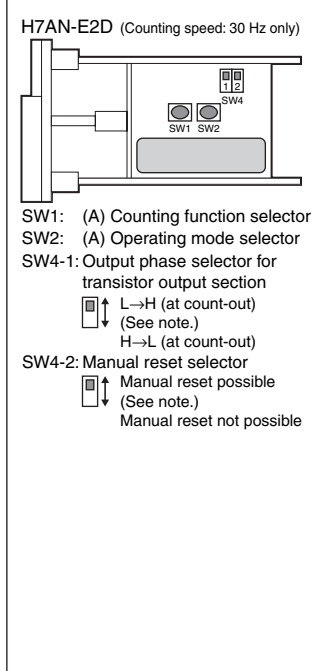 H7AN-E2D (Counting speed: 30 Hz only)
1 2
SW4
SW1 SW2
SW1: (A) Counting function selector
SW2: (A) Operating mode selector
SW4-1: Output phase selector for
transistor output section
L→H (at count-out)
(See note.)
H→L (at count-out)
SW4-2: Manual reset selector
Manual reset possible
(See note.)
Manual reset not possible